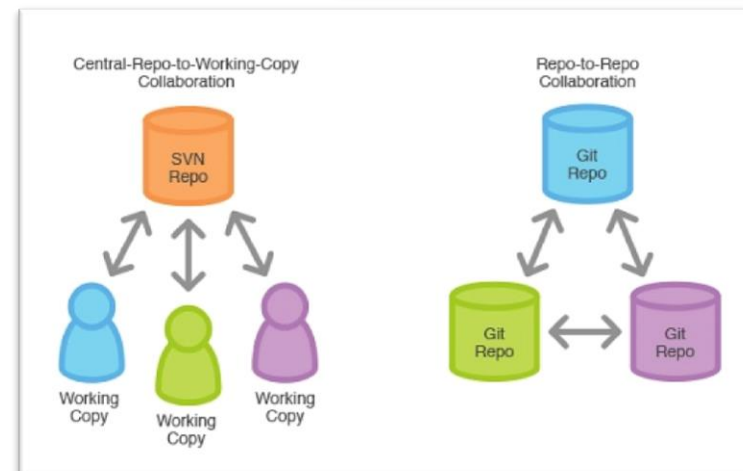 Central-Repo-to-Working-Copy
Collaboration
SVN
Repo
Working
Copy
Working
Copy
Working
Copy
Repo-to-Repo
Collaboration
Git
Repo
Git
Repo
Git
Repo